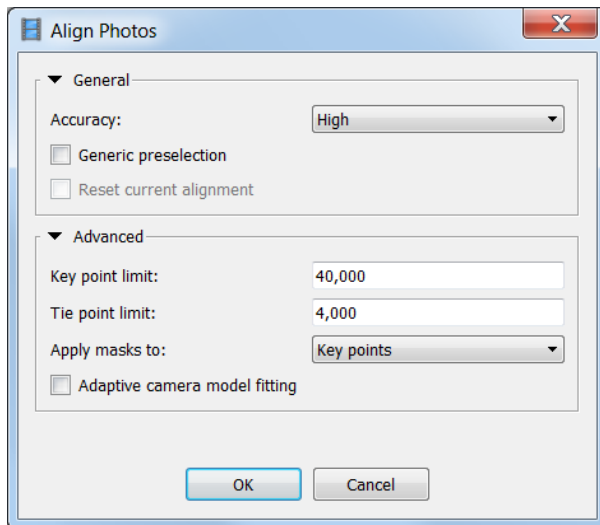 Align Photos
General
Accuracy: High
Generic preselection
Reset current alignment
Advanced
Key point limit: 40,000
Tie point limit: 4,000
Apply masks to: Key points
Adaptive camera model fitting
OK Cancel